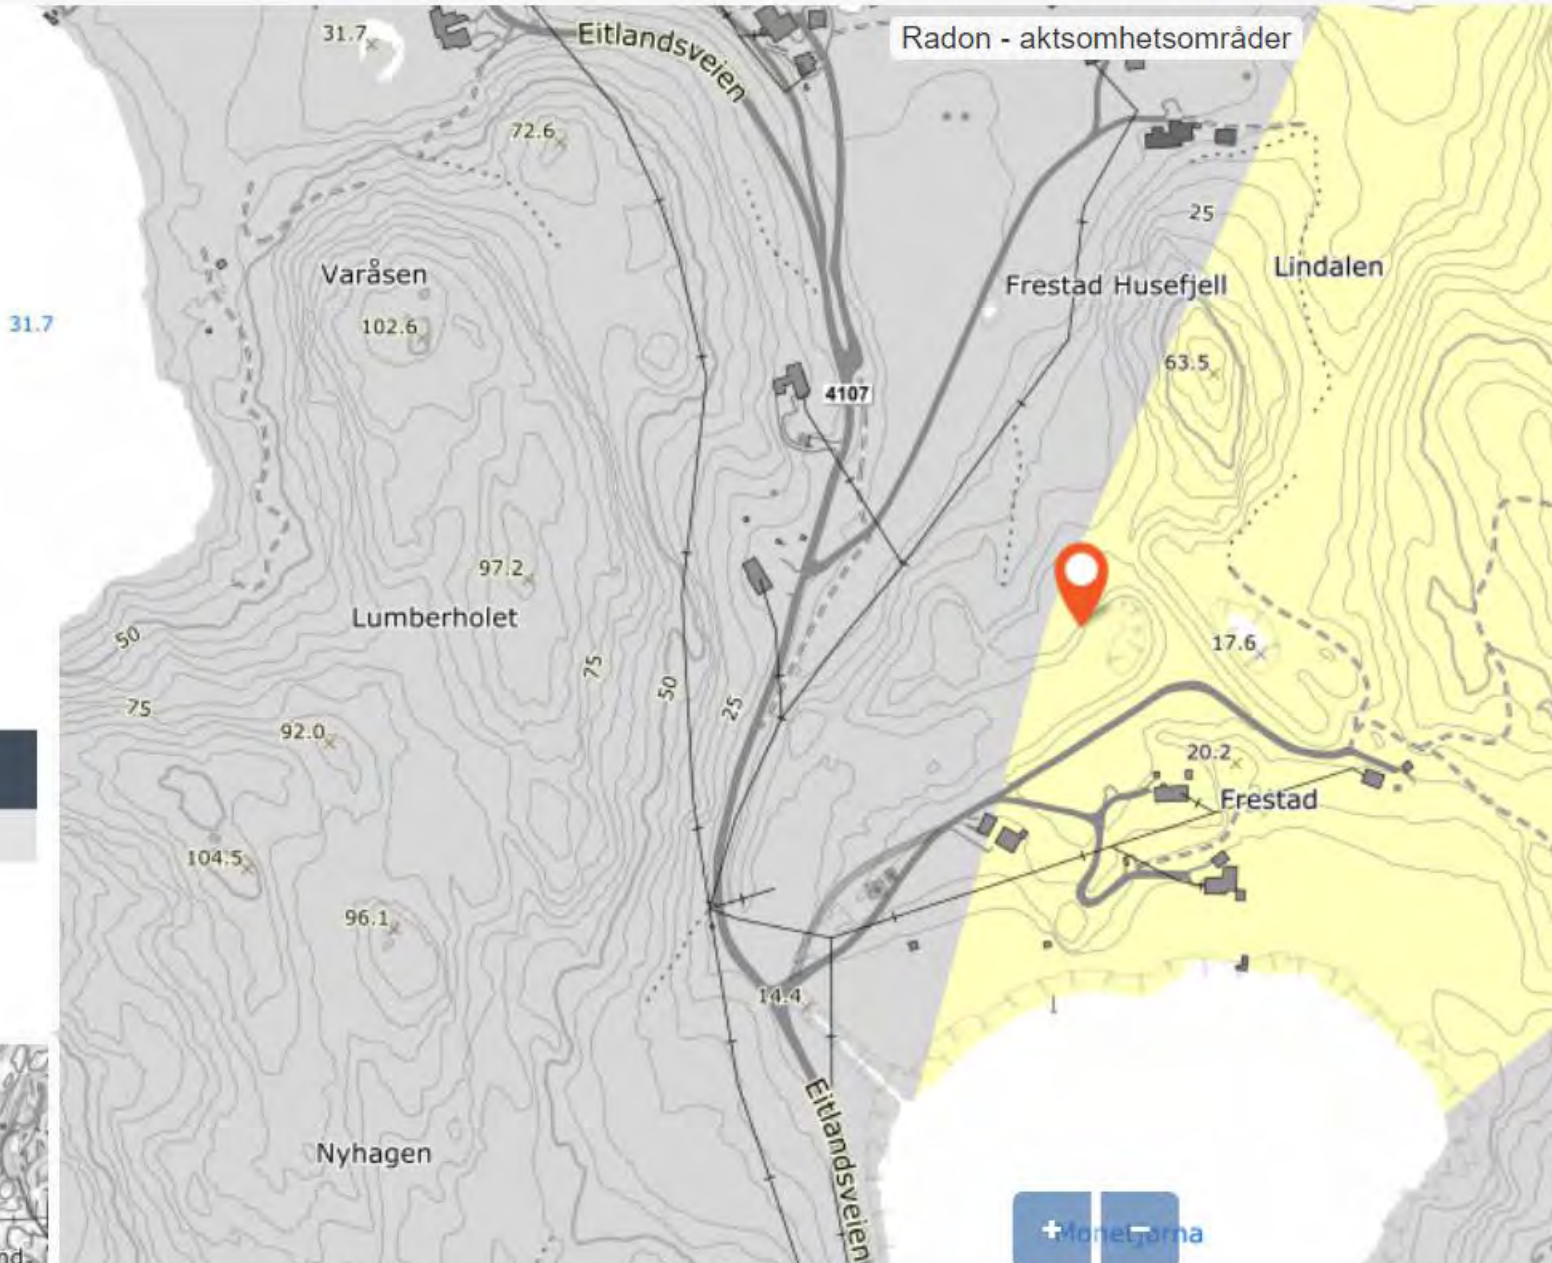 Radon - aktsomhetsområder
31.7
Eitlandsveien
72.6
25
Varåsen
Lindalen
Frestad Husefjell
31.7
102.6
63.5
4107
97.2
Lumberholet
50
17.6
75
50
25
75
92.0
20.2
Frestad
104.5
96.1
14.4
Eitlandsveien
Nyhagen
+
−
Monetjørna
nd